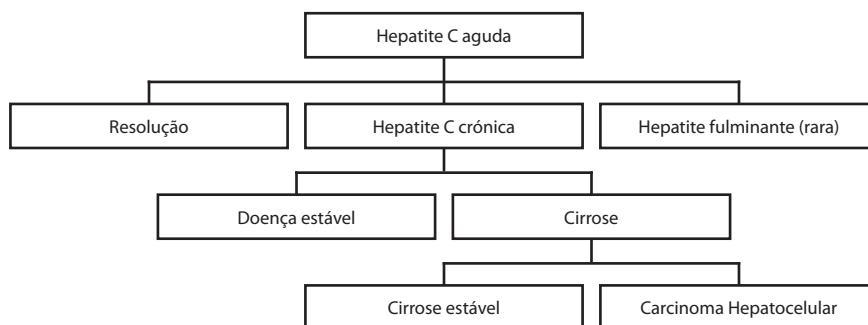 Hepatite C aguda
Resolução
Hepatite C crónica
Hepatite fulminante (rara)
Doença estável
Cirrose
Cirrose estável
Carcinoma Hepatocelular